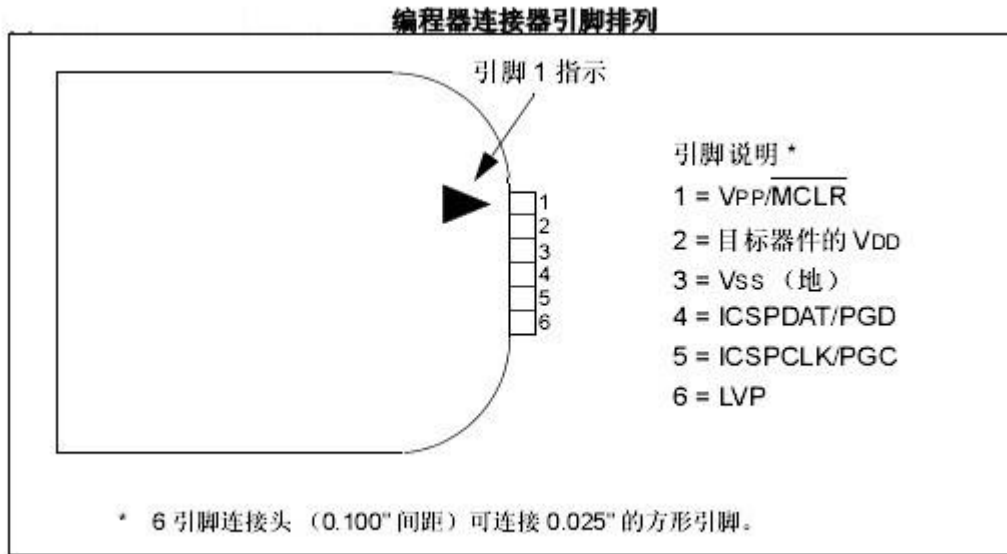 编程器连接器引脚排列
引脚 1 指示
1
2
3
4
5
6
引脚说明 *
1 = VPP/MCLR
2 = 目标器件的 VDD
3 = VSS （地）
4 = ICSPDAT/PGD
5 = ICSPCLK/PGC
6 = LVP
* 6 引脚连接头 （0.100" 间距）可连接 0.025" 的方形引脚。